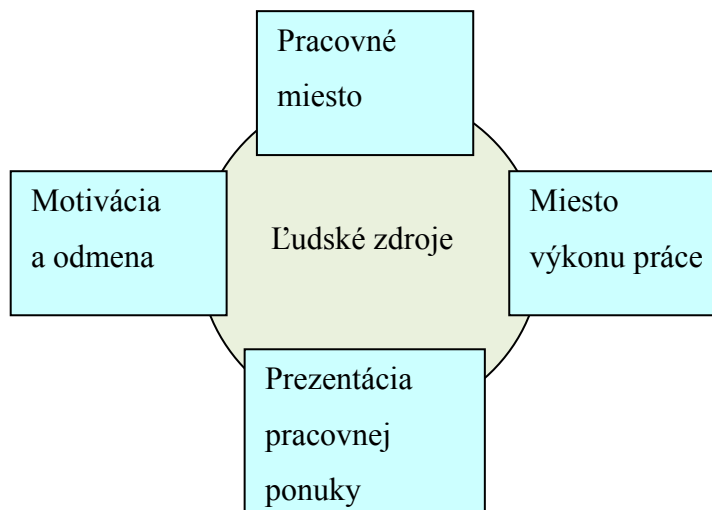 Pracovné
miesto
Motivácia
a odmena
Ľudské zdroje
Miesto
výkonu práce
Prezentácia
pracovnej
ponuky